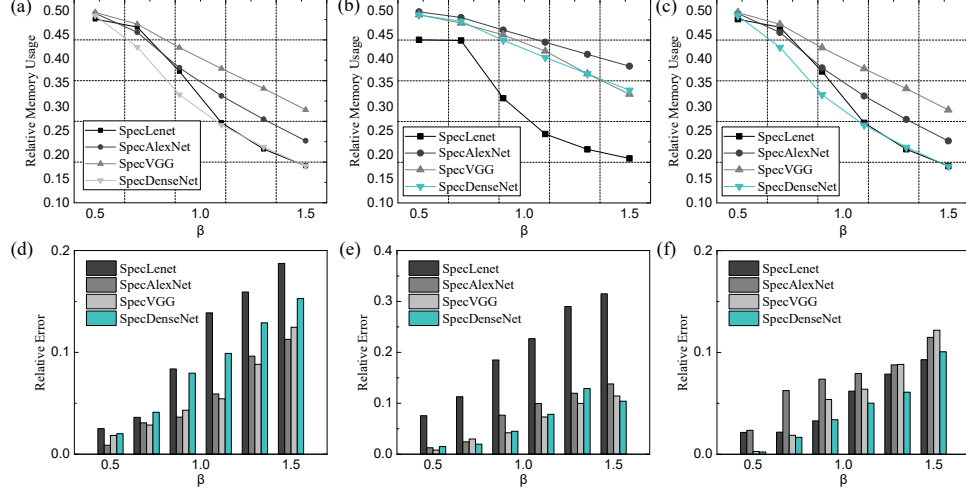 (a)
Relative Memory Usage
0.50
0.45
0.40
0.35
0.30
0.25
0.20
0.15
0.10
SpecLenet
SpecAlexNet
SpecVGG
SpecDenseNet
0.5 1.0 1.5
β
(b)
Relative Memory Usage
0.50
0.45
0.40
0.35
0.30
0.25
0.20
0.15
0.10
SpecLenet
SpecAlexNet
SpecVGG
SpecDenseNet
0.5 1.0 1.5
β
(c)
Relative Memory Usage
0.50
0.45
0.40
0.35
0.30
0.25
0.20
0.15
0.10
SpecLenet
SpecAlexNet
SpecVGG
SpecDenseNet
0.5 1.0 1.5
β
(d)
Relative Error
0.2
0.1
0.0
SpecLenet
SpecAlexNet
SpecVGG
SpecDenseNet
0.5 1.0 1.5
β
(e)
Relative Error
0.4
0.3
0.2
0.1
0.0
SpecLenet
SpecAlexNet
SpecVGG
SpecDenseNet
0.5 1.0 1.5
β
(f)
Relative Error
0.2
0.1
0.0
SpecLenet
SpecAlexNet
SpecVGG
SpecDenseNet
0.5 1.0 1.5
β